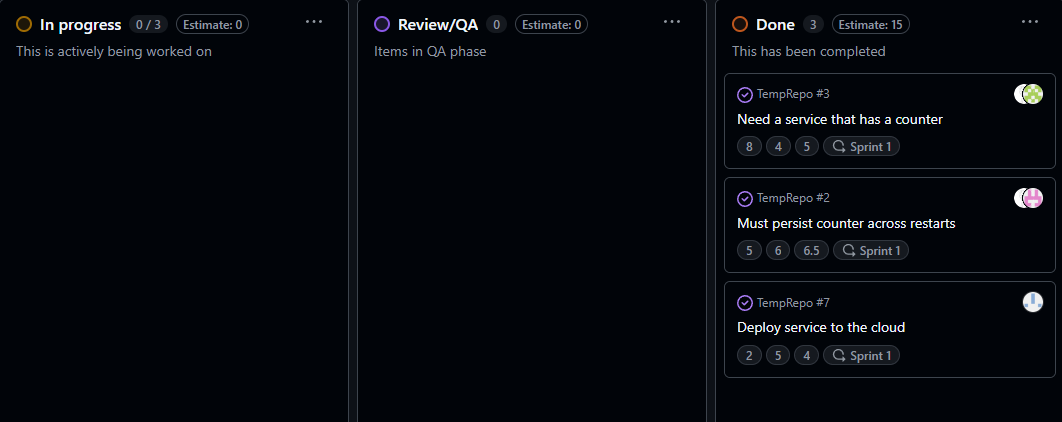 In progress 0 / 3 Estimate: 0
This is actively being worked on
Review/QA 0 Estimate: 0
Items in QA phase
Done 3 Estimate: 15
This has been completed
TempRepo #3
Need a service that has a counter
8 4 5 Sprint 1
TempRepo #2
Must persist counter across restarts
5 6 6.5 Sprint 1
TempRepo #7
Deploy service to the cloud
2 5 4 Sprint 1